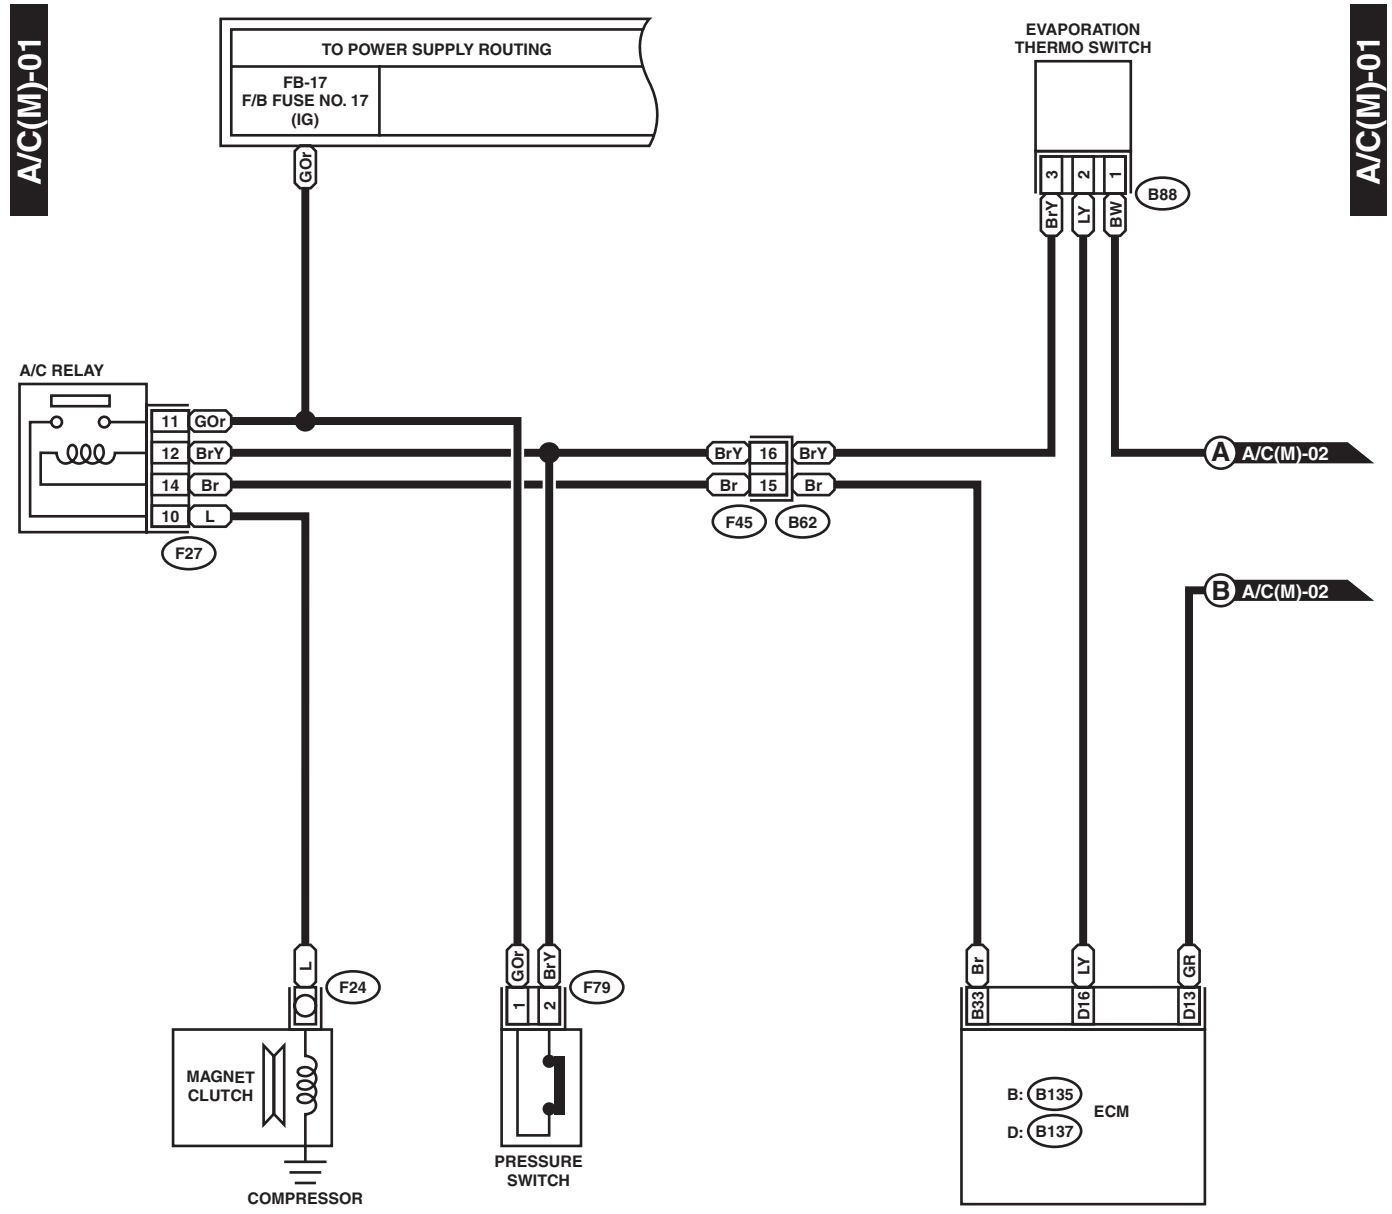 A/C(M)-01
A/C(M)-01
TO POWER SUPPLY ROUTING
FB-17
F/B FUSE NO. 17
(IG)
GOr
EVAPORATION
THERMO SWITCH
3 2 1
B88
BrY LY BW
A/C RELAY
11 GOr
12 BrY
14 Br
10 L
F27
BrY 16 BrY
Br 15 Br
F45 B62
A A/C(M)-02
B A/C(M)-02
L
F24
MAGNET
CLUTCH
COMPRESSOR
GOr BrY
1 2
F79
PRESSURE
SWITCH
Br LY GR
B33 D16 D13
B: B135
D: B137
ECM